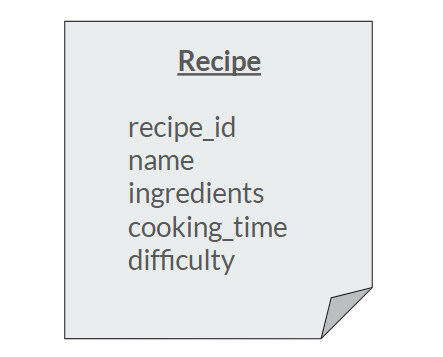 Recipe
recipe_id
name
ingredients
cooking_time
difficulty